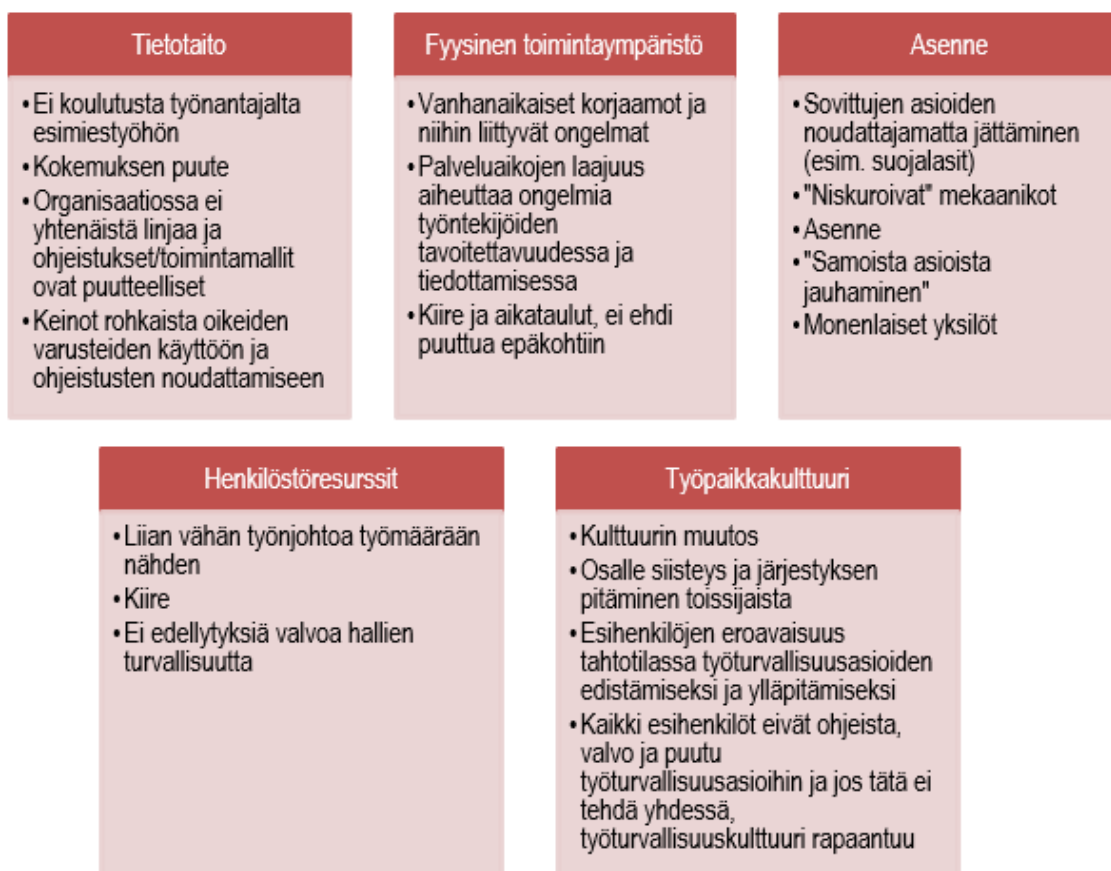 Tietotaito
•Ei koulutusta työnantajalta
esimiestyöhön
•Kokemuksen puute
•Organisaatiossa ei
yhtenäistä linjaa ja
ohjeistukset/toimintamallit
ovat puutteelliset
•Keinot rohkaista oikeiden
varusteiden käyttöön ja
ohjeistusten noudattamiseen
Fyysinen toimintaympäristö
•Vanhanaikaiset korjaamot ja
niihin liittyvät ongelmat
•Palveluaikojen laajuus
aiheuttaa ongelmia
työntekijöiden
tavoitettavuudessa ja
tiedottamisessa
•Kiire ja aikataulut, ei ehdi
puuttua epäkohtiin
Asenne
•Sovittujen asioiden
noudattajamatta jättäminen
(esim. suojalasit)
•"Niskuroivat" mekaanikot
•Asenne
•"Samoista asioista
jauhaminen"
•Monenlaiset yksilöt
Henkilöstöresurssit
•Liian vähän työnjohtoa työmäärään
nähden
•Kiire
•Ei edellytyksiä valvoa hallien
turvallisuutta
Työpaikkakulttuuri
•Kulttuurin muutos
•Osalle siisteys ja järjestyksen
pitäminen toissijaista
•Esihenkilöjen eroavaisuus
tahtotilassa työturvallisuusasioiden
edistämiseksi ja ylläpitämiseksi
•Kaikki esihenkilöt eivät ohjeista,
valvo ja puutu
työturvallisuusasioihin ja jos tätä ei
tehdä yhdessä,
työturvallisuuskulttuuri rapaantuu